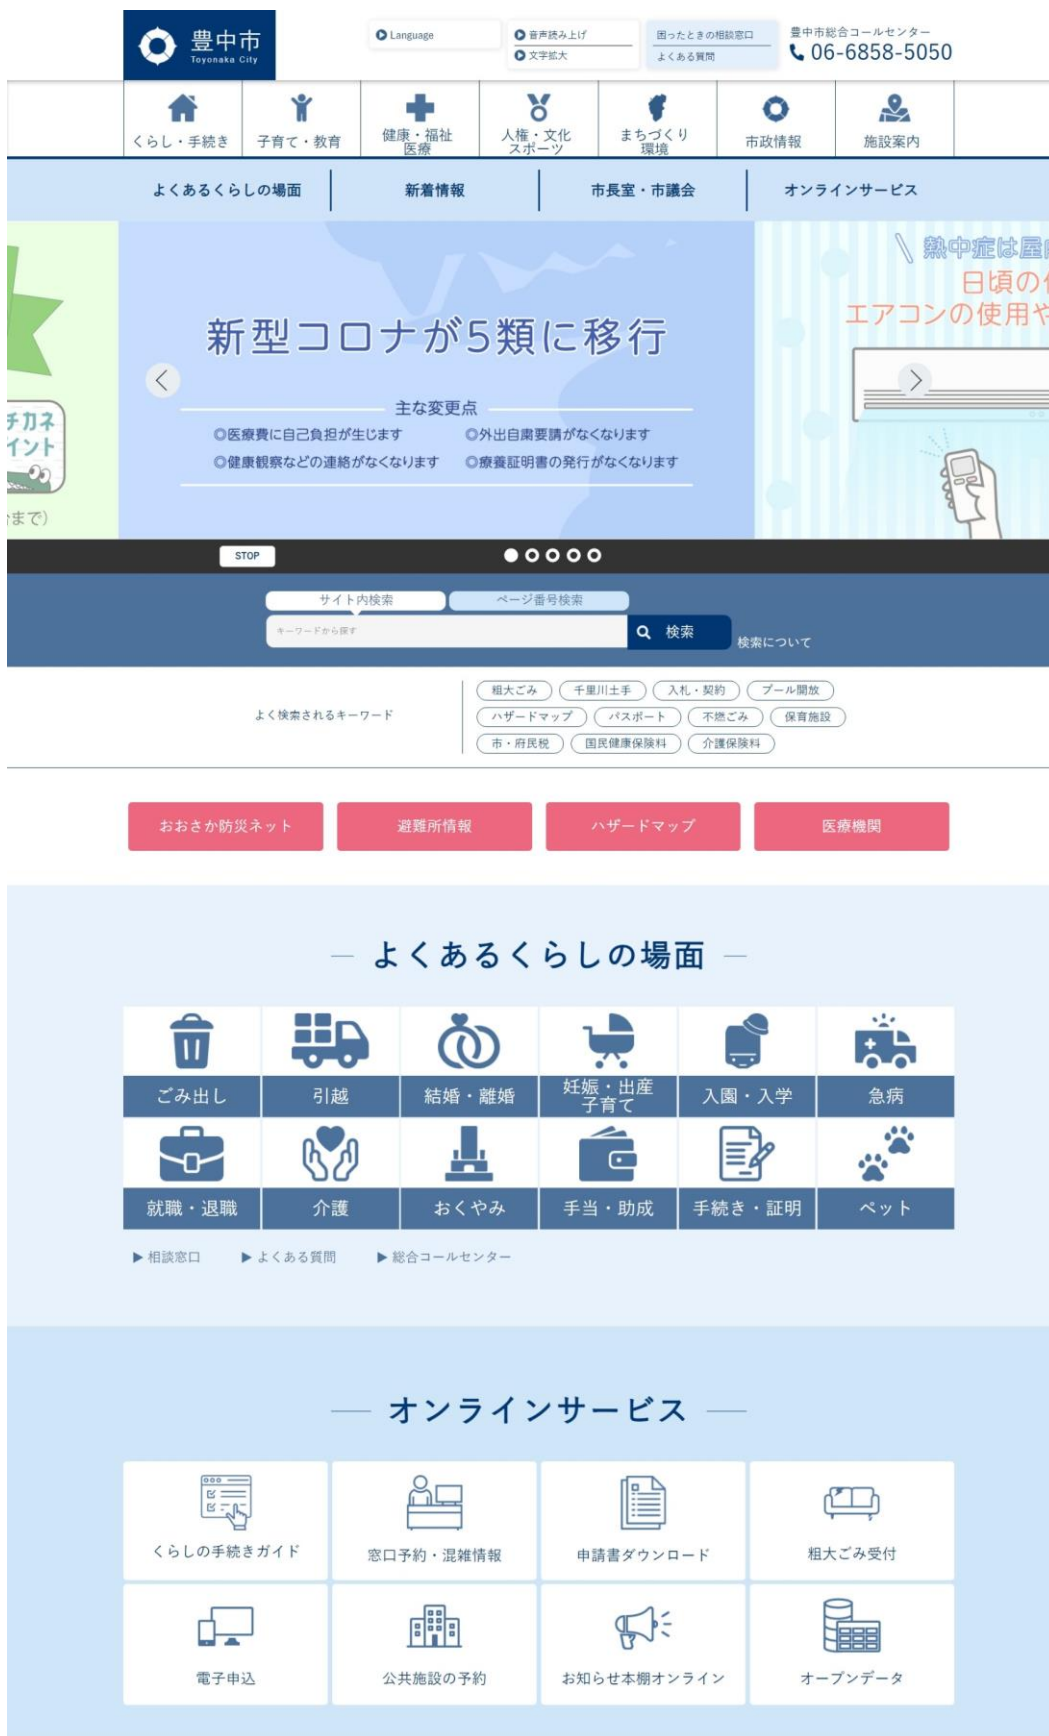 豊中市
Toyonaka City
Language
音声読み上げ
文字拡大
困ったときの相談窓口
よくある質問
豊中市総合コールセンター
06-6858-5050
くらし・手続き
子育て・教育
健康・福祉
医療
人権・文化
スポーツ
まちづくり
環境
市政情報
施設案内
よくあるくらしの場面
新着情報
市長室・市議会
オンラインサービス
チカネ
イント
まで)
新型コロナが5類に移行
主な変更点
◎医療費に自己負担が生じます
◎外出自粛要請がなくなります
◎健康観察などの連絡がなくなります
◎療養証明書の発行がなくなります
熱中症は屋
日頃の
エアコンの使用や
STOP
サイト内検索
ページ番号検索
キーワードから探す
検索
検索について
よく検索されるキーワード
粗大ごみ
千里川土手
入札・契約
プール開放
ハザードマップ
パスポート
不燃ごみ
保育施設
市・府民税
国民健康保険料
介護保険料
おおさか防災ネット
避難所情報
ハザードマップ
医療機関
よくあるくらしの場面
ごみ出し
引越
結婚・離婚
妊娠・出産
子育て
入園・入学
急病
就職・退職
介護
おくやみ
手当・助成
手続き・証明
ペット
相談窓口
よくある質問
総合コールセンター
オンラインサービス
くらしの手続きガイド
窓口予約・混雑情報
申請書ダウンロード
粗大ごみ受付
電子申込
公共施設の予約
お知らせ本棚オンライン
オープンデータ